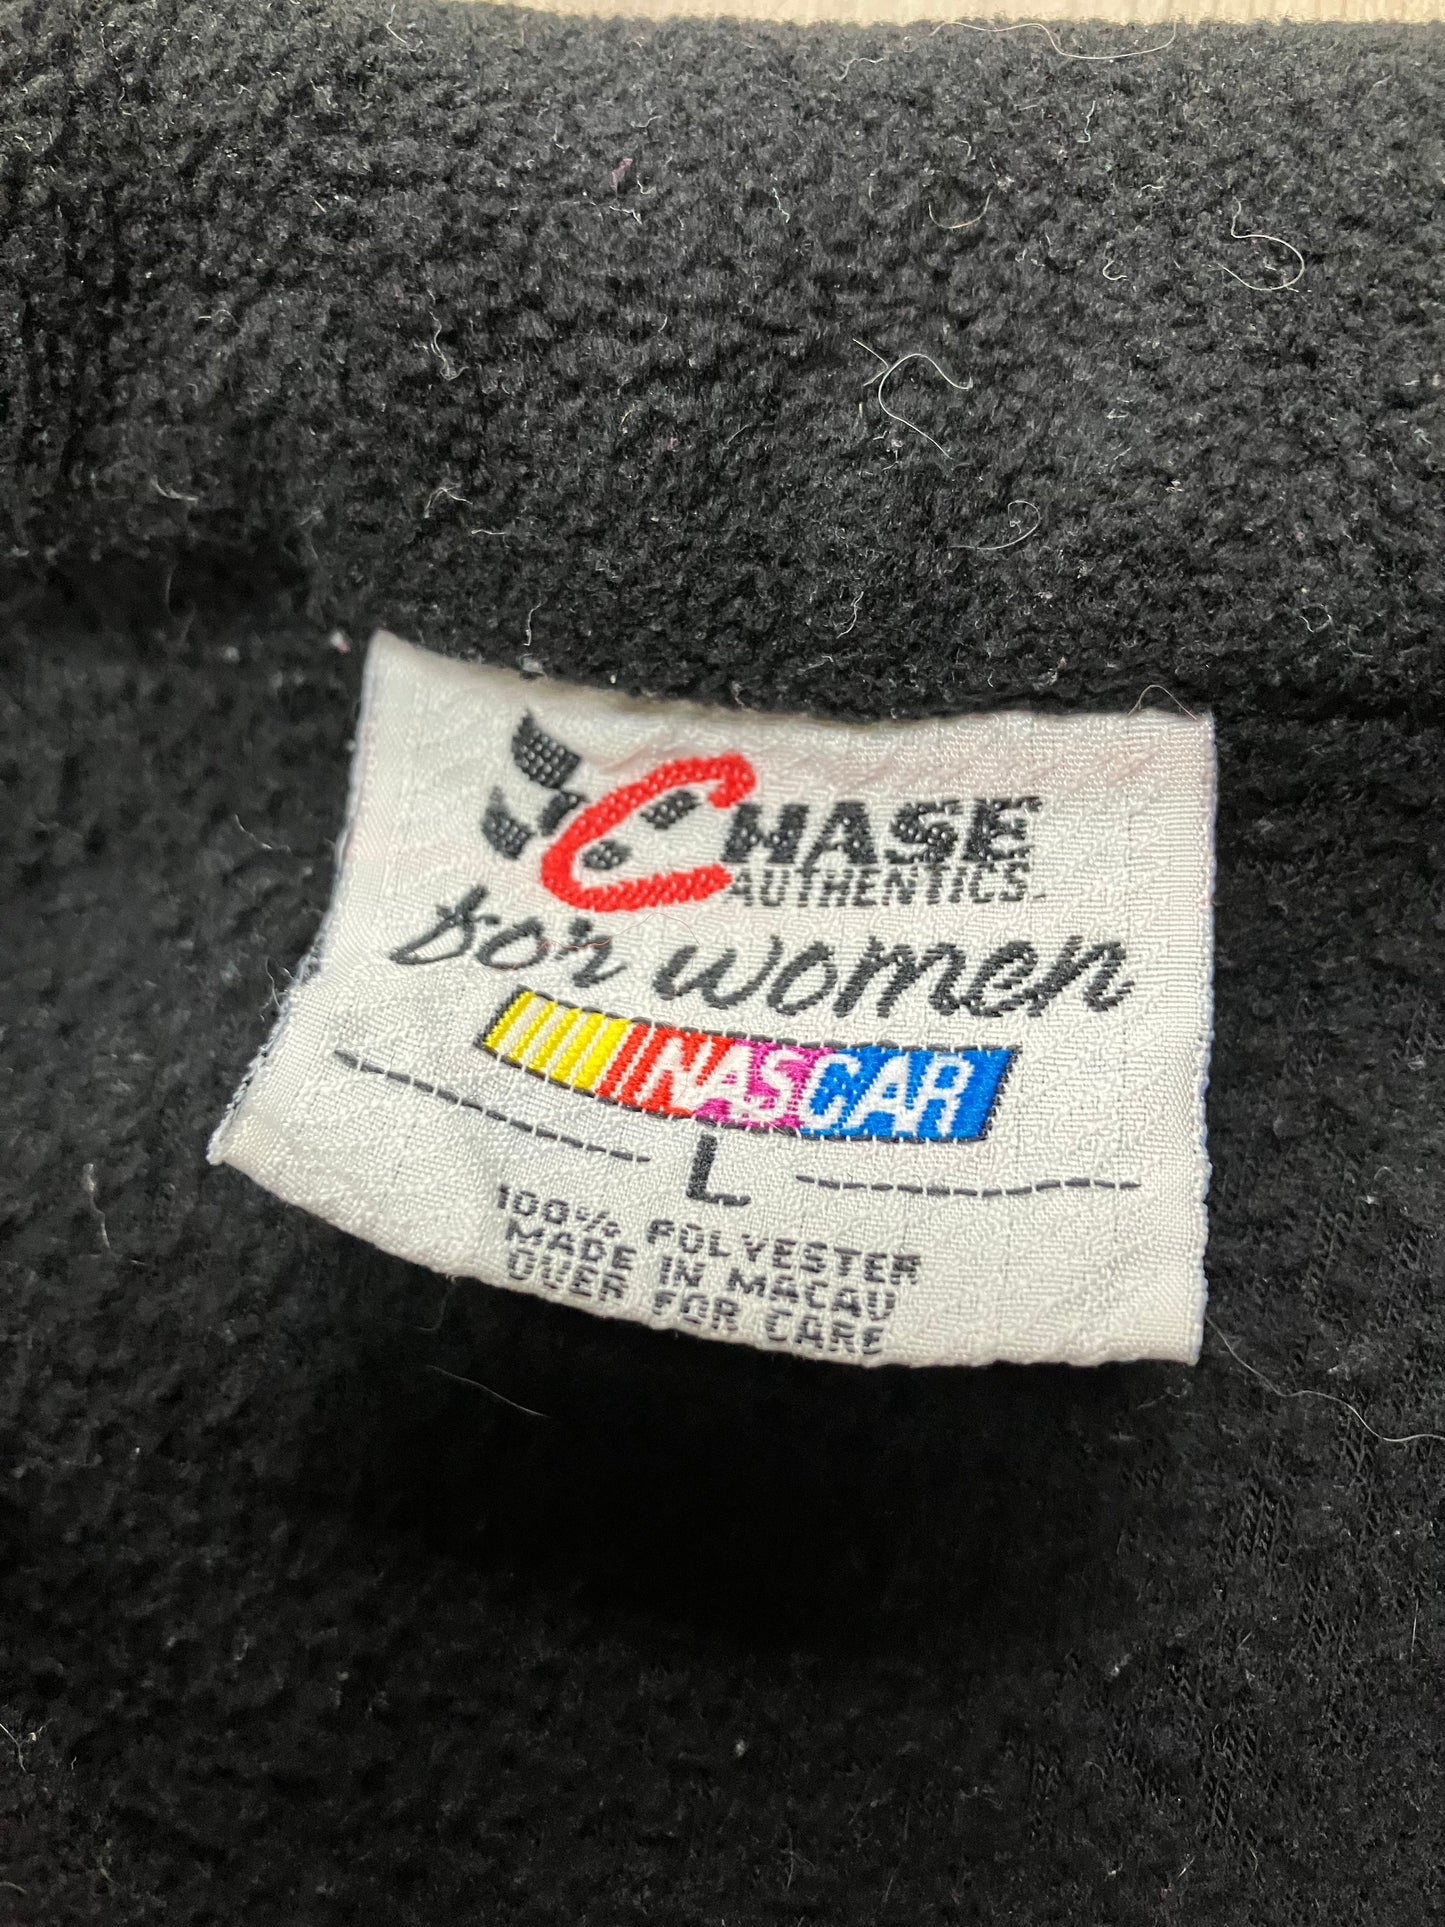 CHASE
AUTHENTICS.
for women
NASCAR
L
100% POLYESTER
MADE IN MACAU
OVER FOR CARE